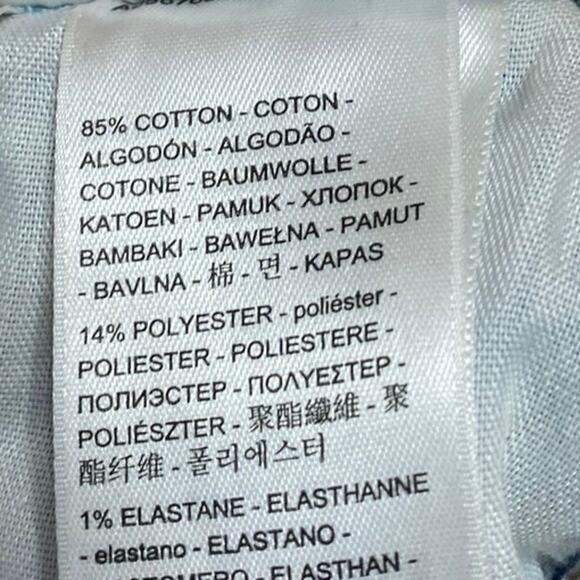 85% COTTON - COTON -
ALGODÓN - ALGODÃO -
COTONE - BAUMWOLLE -
KATOEN - PAMUK - ХЛОПОК -
BAMBAKI - BAWEŁNA - PAMUT
- BAVLNA - 棉 - 면 - KAPAS
14% POLYESTER - poliéster -
POLIESTER - POLIESTERE -
ПОЛИЭСТЕР - ΠΟΛΥΕΣΤΕΡ -
POLIÉSZTER - 聚酯纖維 - 聚
酯纤维 - 폴리에스터
1% ELASTANE - ELASTHANNE
- elastano - ELASTANO -
ELASTHAN -